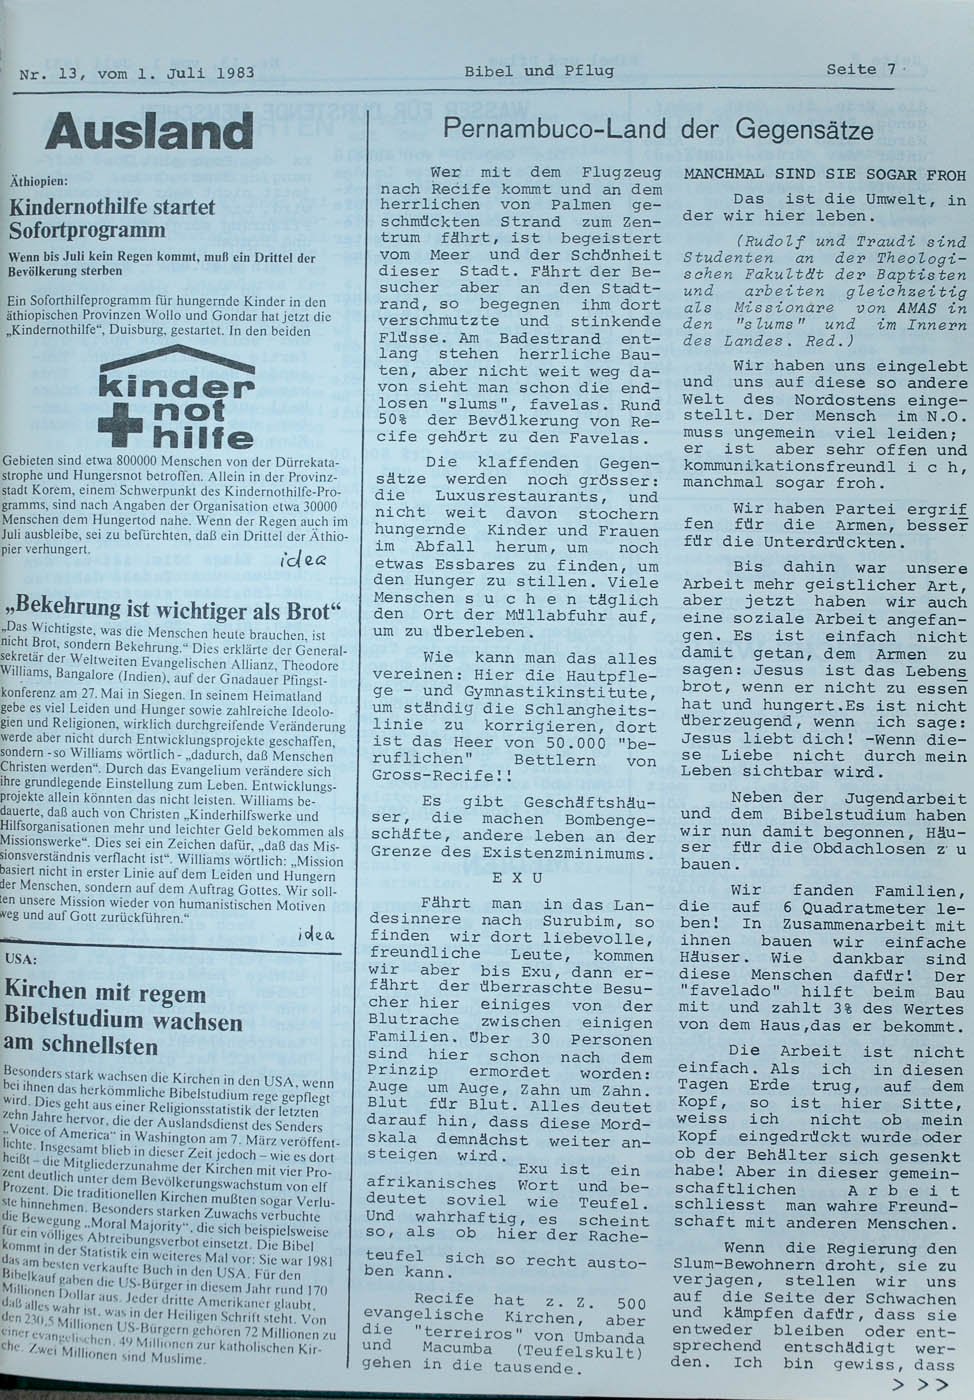 Nr. 13, vom 1. Juli 1983 Bibel und Pflug Seite 7
Ausland
Äthiopien:
Kindernothilfe startet
Sofortprogramm
Wenn bis Juli kein Regen kommt, muß ein Drittel der
Bevölkerung sterben
Ein Soforthilfeprogramm für hungernde Kinder in den
äthiopischen Provinzen Wollo und Gondar hat jetzt die
„Kindernothilfe“, Duisburg, gestartet. In den beiden
kinder
not
hilfe
Gebieten sind etwa 800000 Menschen von der Dürrekata-
strophe und Hungersnot betroffen. Allein in der Provinz-
stadt Korem, einem Schwerpunkt des Kindernothilfe-Pro-
gramms, sind nach Angaben der Organisation etwa 30000
Menschen dem Hungertod nahe. Wenn der Regen auch im
Juli ausbleibe, sei zu befürchten, daß ein Drittel der Äthio-
pier verhungert.
idea
„Bekehrung ist wichtiger als Brot“
„Das Wichtigste, was die Menschen heute brauchen, ist
nicht Brot, sondern Bekehrung.“ Dies erklärte der General-
sekretär der Weltweiten Evangelischen Allianz, Theodore
Williams, Bangalore (Indien), auf der Gnadauer Pfingst-
konferenz am 27. Mai in Siegen. In seinem Heimatland
gebe es viel Leiden und Hunger sowie zahlreiche Ideolo-
gien und Religionen, wirklich durchgreifende Veränderung
werde aber nicht durch Entwicklungsprojekte geschaffen,
sondern - so Williams wörtlich - „dadurch, daß Menschen
Christen werden“. Durch das Evangelium verändere sich
ihre grundlegende Einstellung zum Leben. Entwicklungs-
projekte allein könnten das nicht leisten. Williams be-
dauerte, daß auch von Christen „Kinderhilfswerke und
Hilfsorganisationen mehr und leichter Geld bekommen als
Missionswerke“. Dies sei ein Zeichen dafür, „daß das Mis-
sionsverständnis verflacht ist“. Williams wörtlich: „Mission
basiert nicht in erster Linie auf dem Leiden und Hungern
der Menschen, sondern auf dem Auftrag Gottes. Wir soll-
ten unsere Mission wieder von humanistischen Motiven
weg und auf Gott zurückführen.“
idea
USA:
Kirchen mit regem
Bibelstudium wachsen
am schnellsten
Besonders stark wachsen die Kirchen in den USA, wenn
bei ihnen das herkömmliche Bibelstudium rege gepflegt
wird. Dies geht aus einer Religionsstatistik der letzten
zehn Jahre hervor, die der Auslandsdienst des Senders
„Voice of America“ in Washington am 7. März veröffent-
lichte. Insgesamt blieb in dieser Zeit jedoch – wie es dort
heißt – die Mitgliederzunahme der Kirchen mit vier Pro-
zent deutlich unter dem Bevölkerungswachstum von elf
Prozent. Die traditionellen Kirchen mußten sogar Verlu-
ste hinnehmen. Besonders starken Zuwachs verbuchte
die Bewegung „Moral Majority“, die sich beispielsweise
für ein völliges Abtreibungsverbot einsetzt. Die Bibel
kommt in der Statistik ein weiteres Mal vor: Sie war 1981
das am besten verkaufte Buch in den USA. Für den
Bibelkauf gaben die US-Bürger in diesem Jahr rund 170
Millionen Dollar aus. Jeder dritte Amerikaner glaubt,
daß alles wahr ist, was in der Heiligen Schrift steht. Von
den 230,5 Millionen US-Bürgern gehören 72 Millionen zu
einer evangelischen, 49 Millionen zur katholischen Kir-
che. Zwei Millionen sind Muslime.
Pernambuco-Land der Gegensätze
Wer mit dem Flugzeug
nach Recife kommt und an dem
herrlichen von Palmen ge-
schmückten Strand zum Zen-
trum fährt, ist begeistert
vom Meer und der Schönheit
dieser Stadt. Fährt der Be-
sucher aber an den Stadt-
rand, so begegnen ihm dort
verschmutzte und stinkende
Flüsse. Am Badestrand ent-
lang stehen herrliche Bau-
ten, aber nicht weit weg da-
von sieht man schon die end-
losen "slums", favelas. Rund
50% der Bevölkerung von Re-
cife gehört zu den Favelas.
Die klaffenden Gegen-
sätze werden noch grösser:
die Luxusrestaurants, und
nicht weit davon stochern
hungernde Kinder und Frauen
im Abfall herum, um noch
etwas Essbares zu finden, um
den Hunger zu stillen. Viele
Menschen s u c h e n täglich
den Ort der Müllabfuhr auf,
um zu überleben.
Wie kann man das alles
vereinen: Hier die Hautpfle-
ge - und Gymnastikinstitute,
um ständig die Schlangheits-
linie zu korrigieren, dort
ist das Heer von 50.000 "be-
ruflichen" Bettlern von
Gross-Recife!!
Es gibt Geschäftshäu-
ser, die machen Bombenge-
schäfte, andere leben an der
Grenze des Existenzminimums.
E X U
Fährt man in das Lan-
desinnere nach Surubim, so
finden wir dort liebevolle,
freundliche Leute, kommen
wir aber bis Exu, dann er-
fährt der überraschte Besu-
cher hier einiges von der
Blutrache zwischen einigen
Familien. Über 30 Personen
sind hier schon nach dem
Prinzip ermordet worden:
Auge um Auge, Zahn um Zahn.
Blut für Blut. Alles deutet
darauf hin, dass diese Mord-
skala demnächst weiter an-
steigen wird.
Exu ist ein
afrikanisches Wort und be-
deutet soviel wie Teufel.
Und wahrhaftig, es scheint
so, als ob hier der Rache-
teufel sich so recht austo-
ben kann.
Recife hat z. Z. 500
evangelische Kirchen, aber
die "terreiros" von Umbanda
und Macumba (Teufelskult)
gehen in die tausende.
MANCHMAL SIND SIE SOGAR FROH
Das ist die Umwelt, in
der wir hier leben.
(Rudolf und Traudi sind
Studenten an der Theologi-
schen Fakultät der Baptisten
und arbeiten gleichzeitig
als Missionäre von AMAS in
den "slums" und im Innern
des Landes. Red.)
Wir haben uns eingelebt
und uns auf diese so andere
Welt des Nordostens einge-
stellt. Der Mensch im N.O.
muss ungemein viel leiden;
er ist aber sehr offen und
kommunikationsfreundl i c h,
manchmal sogar froh.
Wir haben Partei ergrif
fen für die Armen, besser
für die Unterdrückten.
Bis dahin war unsere
Arbeit mehr geistlicher Art,
aber jetzt haben wir auch
eine soziale Arbeit angefan-
gen. Es ist einfach nicht
damit getan, dem Armen zu
sagen: Jesus ist das Lebens
brot, wenn er nicht zu essen
hat und hungert.Es ist nicht
überzeugend, wenn ich sage:
Jesus liebt dich! -Wenn die-
se Liebe nicht durch mein
Leben sichtbar wird.
Neben der Jugendarbeit
und dem Bibelstudium haben
wir nun damit begonnen, Häu-
ser für die Obdachlosen z u
bauen.
Wir fanden Familien,
die auf 6 Quadratmeter le-
ben! In Zusammenarbeit mit
ihnen bauen wir einfache
Häuser. Wie dankbar sind
diese Menschen dafür! Der
"favelado" hilft beim Bau
mit und zahlt 3% des Wertes
von dem Haus,das er bekommt.
Die Arbeit ist nicht
einfach. Als ich in diesen
Tagen Erde trug, auf dem
Kopf, so ist hier Sitte,
weiss ich nicht ob mein
Kopf eingedrückt wurde oder
ob der Behälter sich gesenkt
habe! Aber in dieser gemein-
schaftlichen A r b e i t
schliesst man wahre Freund-
schaft mit anderen Menschen.
Wenn die Regierung den
Slum-Bewohnern droht, sie zu
verjagen, stellen wir uns
auf die Seite der Schwachen
und kämpfen dafür, dass sie
entweder bleiben oder ent-
sprechend entschädigt wer-
den. Ich bin gewiss, dass
> > >